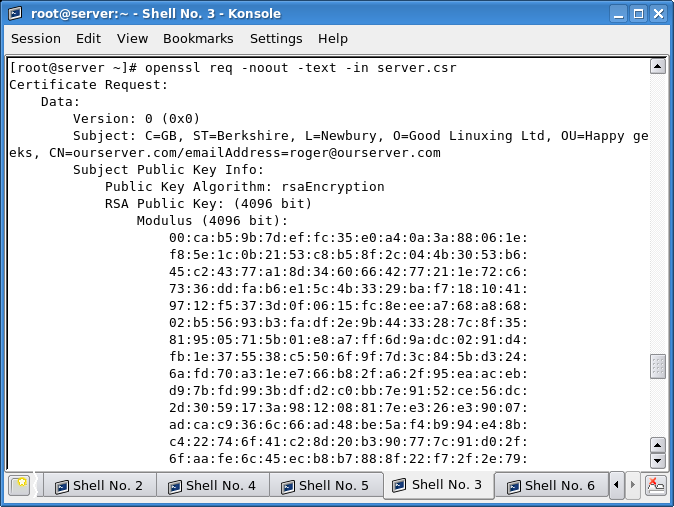 root@server:~ - Shell No. 3 - Konsole
Session Edit View Bookmarks Settings Help
[root@server ~]# openssl req -noout -text -in server.csr
Certificate Request:
    Data:
        Version: 0 (0x0)
        Subject: C=GB, ST=Berkshire, L=Newbury, O=Good Linuxing Ltd, OU=Happy ge
eks, CN=ourserver.com/emailAddress=roger@ourserver.com
        Subject Public Key Info:
            Public Key Algorithm: rsaEncryption
            RSA Public Key: (4096 bit)
                Modulus (4096 bit):
                    00:ca:b5:9b:7d:ef:fc:35:e0:a4:0a:3a:88:06:1e:
                    f8:5e:1c:0b:21:53:c8:b5:8f:2c:04:4b:30:53:b6:
                    45:c2:43:77:a1:8d:34:60:66:42:77:21:1e:72:c6:
                    73:36:dd:fa:b6:e1:5c:4b:33:29:ba:f7:18:10:41:
                    97:12:f5:37:3d:0f:06:15:fc:8e:ee:a7:68:a8:68:
                    02:b5:56:93:b3:fa:df:2e:9b:44:33:28:7c:8f:35:
                    81:95:05:71:5b:01:e8:a7:ff:6d:9a:dc:02:91:d4:
                    fb:1e:37:55:38:c5:50:6f:9f:7d:3c:84:5b:d3:24:
                    6a:fd:70:a3:1e:e7:66:b8:2f:a6:2f:95:ea:ac:eb:
                    d9:7b:fd:99:3b:df:d2:c0:bb:7e:91:52:ce:56:dc:
                    2d:30:59:17:3a:98:12:08:81:7e:e3:26:e3:90:07:
                    ad:ca:c9:36:6c:66:ad:48:be:5a:f4:b9:94:e4:8b:
                    c4:22:74:6f:41:c2:8d:20:b3:90:77:7c:91:d0:2f:
                    6f:aa:fe:6c:45:ec:b8:b7:88:8f:22:f7:2f:2e:79:
Shell No. 2 Shell No. 4 Shell No. 5 Shell No. 3 Shell No. 6